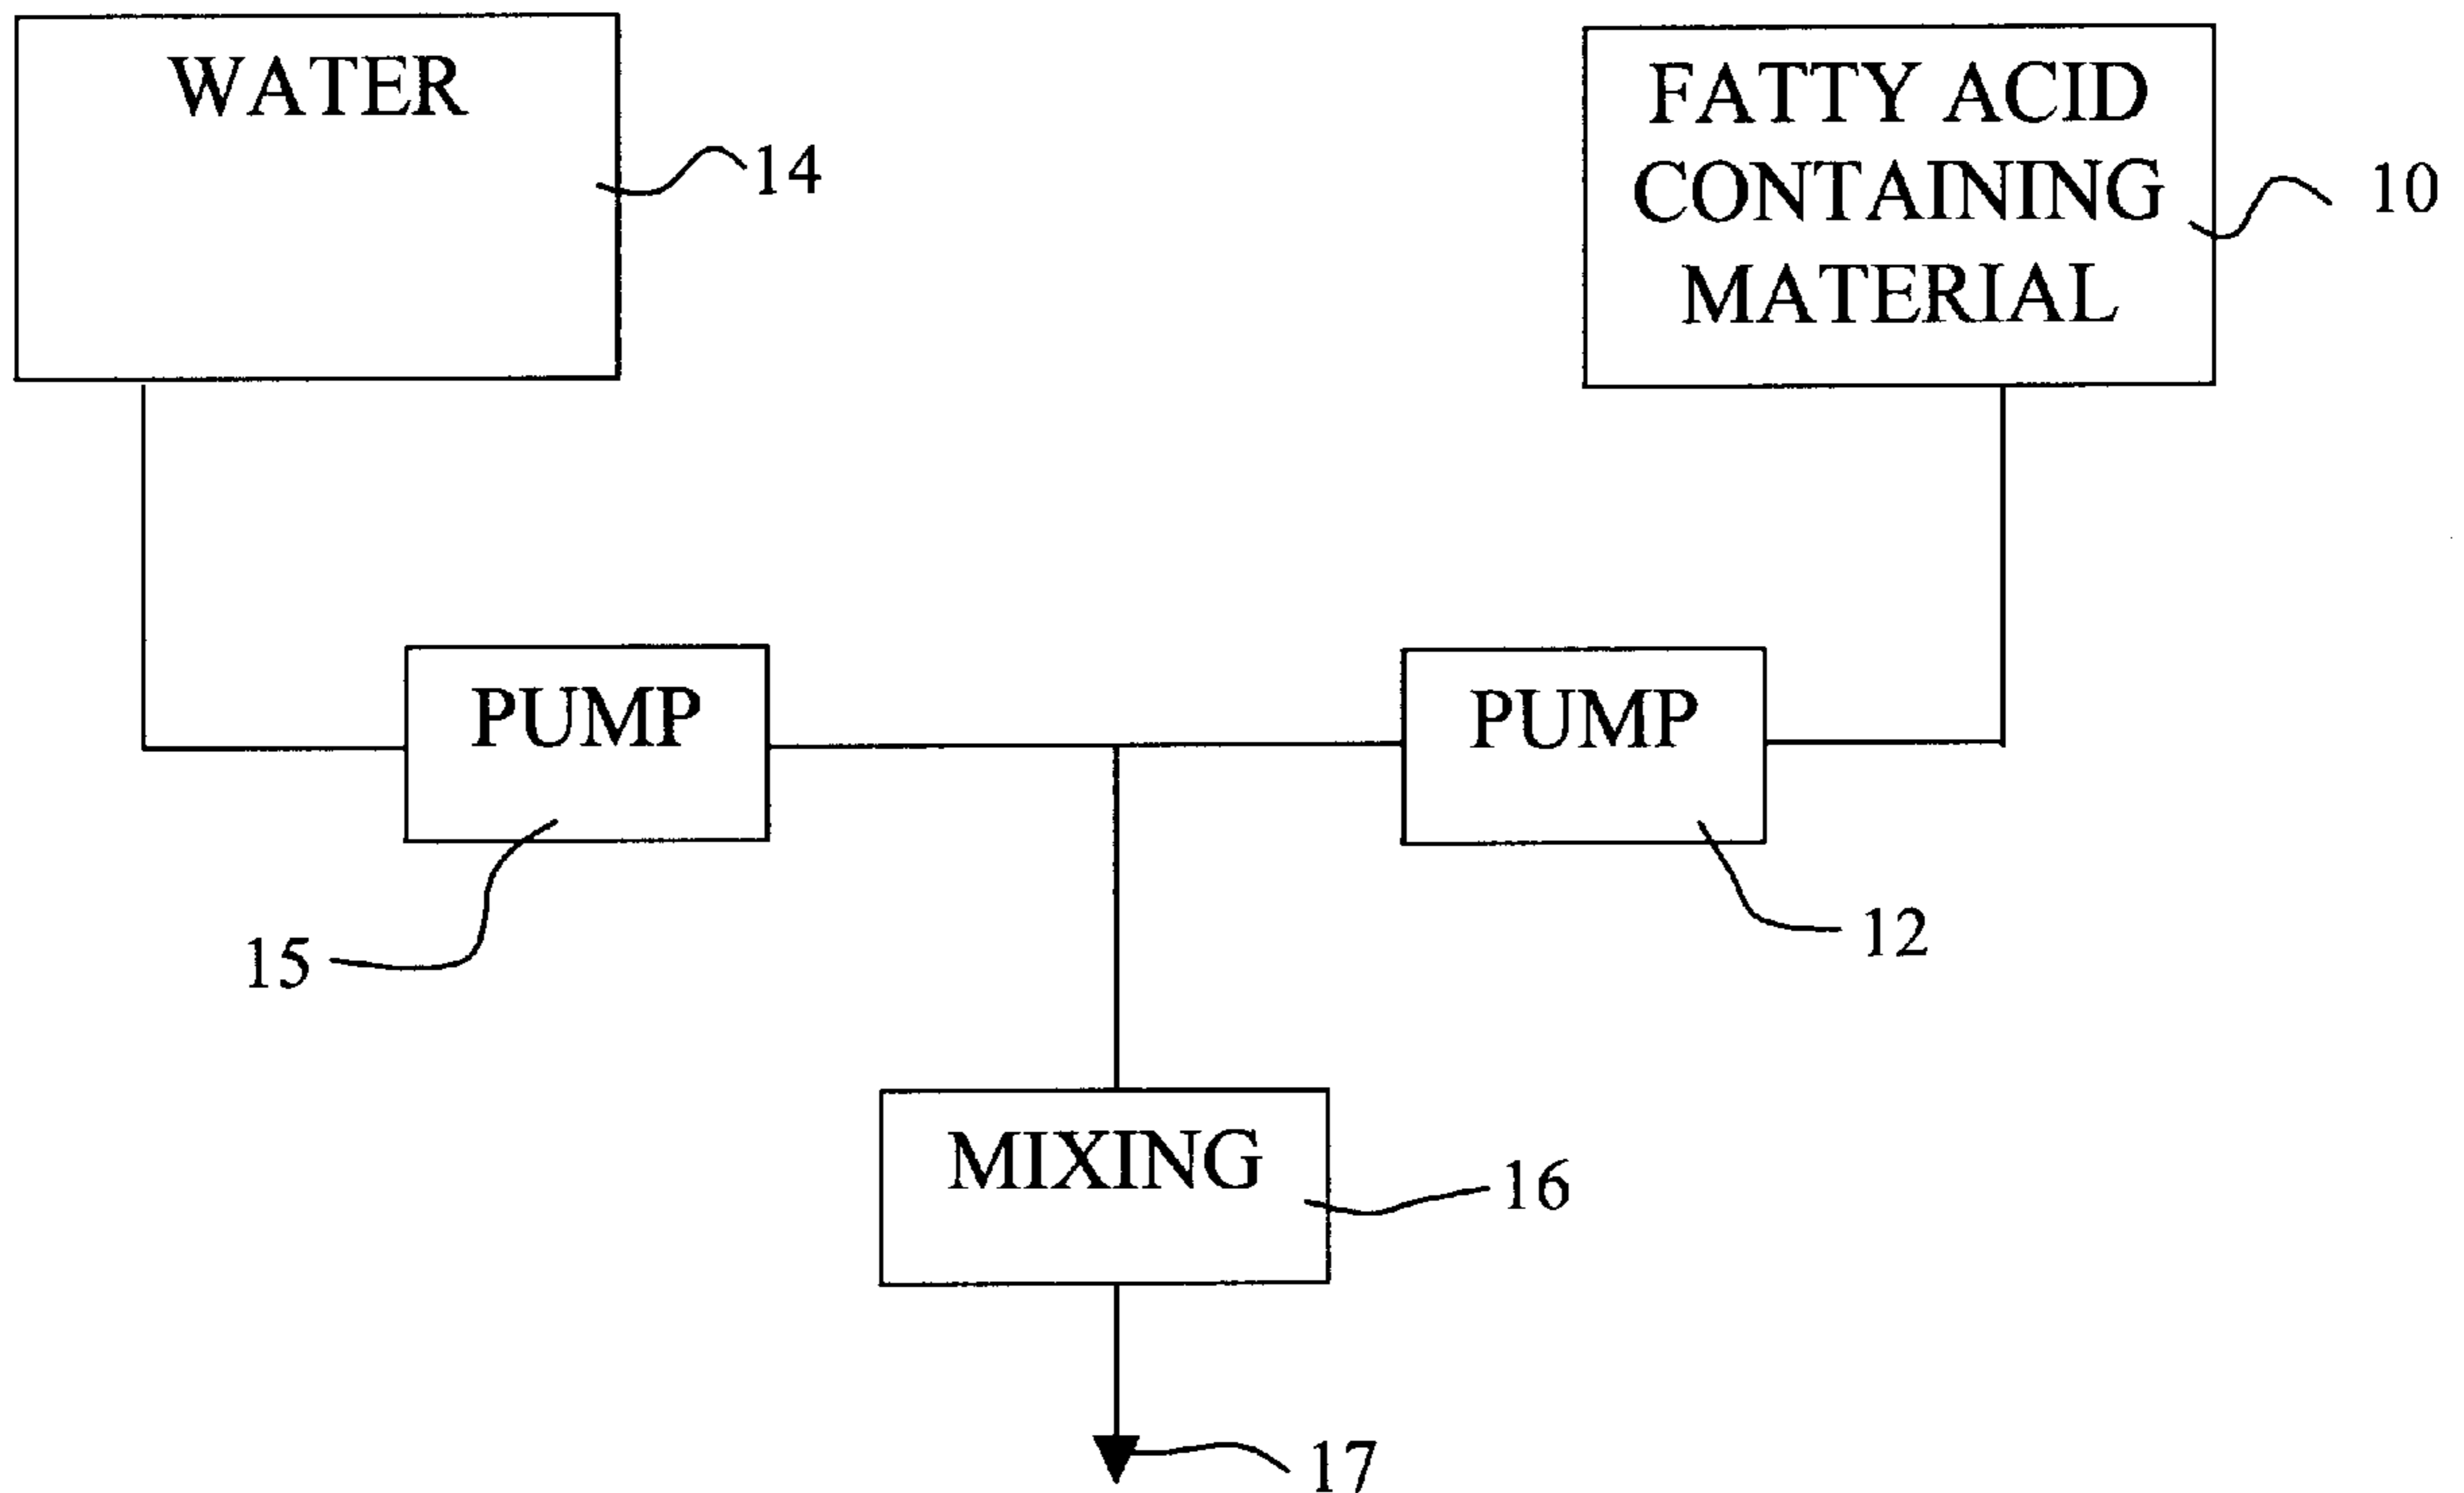 WATER
14
FATTY ACID
CONTAINING
MATERIAL
10
PUMP
PUMP
15
12
MIXING
16
17